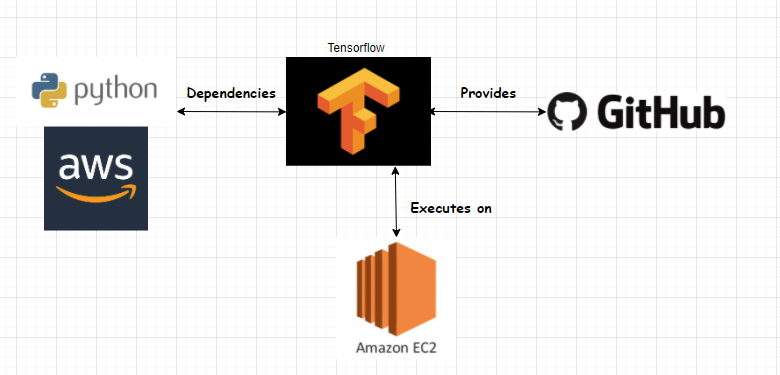 Tensorflow
python
Dependencies
Provides
GitHub
aws
Executes on
Amazon EC2